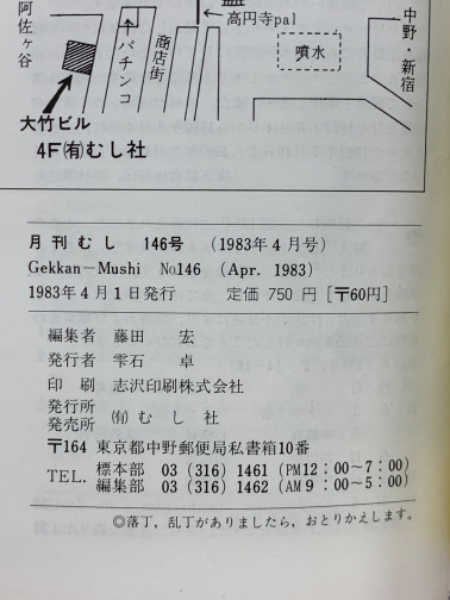 阿佐ヶ谷
パチンコ
商店街
高円寺pal
噴水
中野・新宿
大竹ビル
4F㈲むし社
月刊むし 146号 (1983年4月号)
Gekkan−Mushi №146 (Apr. 1983)
1983年4月1日発行 定価 750円[〒60円]
編集者 藤田 宏
発行者 雫石 卓
印刷 志沢印刷株式会社
発行所
発売所 ㈲むし社
〒164 東京都中野郵便局私書箱10番
TEL. 標本部 03 (316) 1461 (PM12:00〜7:00)
編集部 03 (316) 1462 (AM9:00〜5:00)
◎落丁，乱丁がありましたら，おとりかえします。